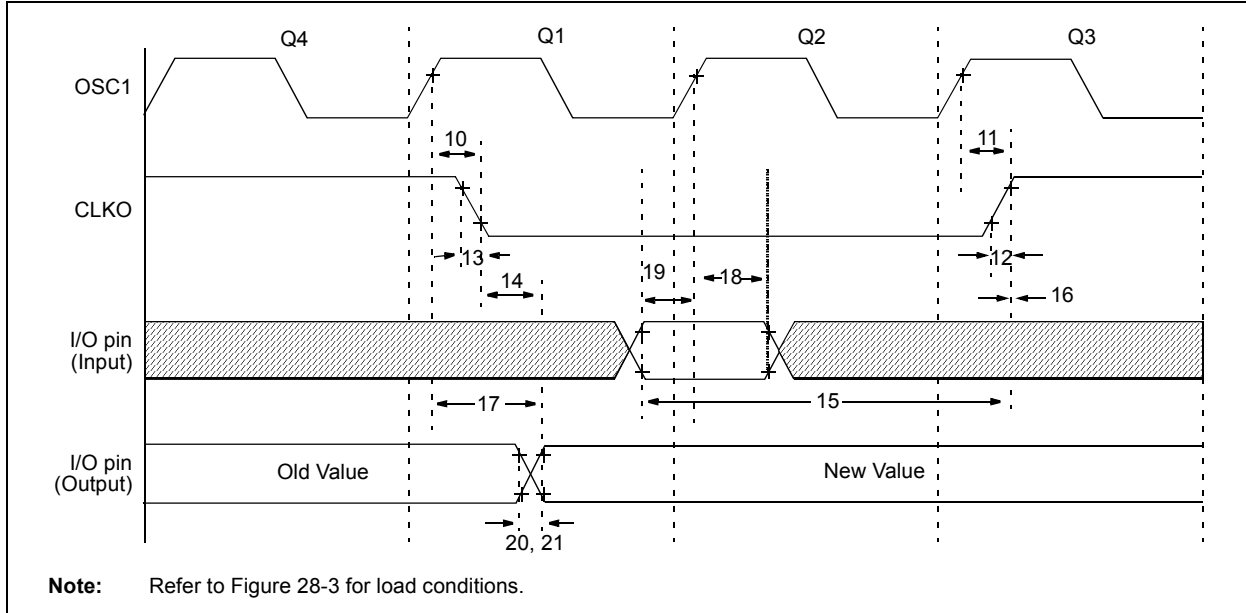 Q4 Q1 Q2 Q3
OSC1
10 11
CLKO
13 14 19 18 12 16
I/O pin
(Input)
17 15
I/O pin
(Output)
Old Value New Value
20, 21
Note: Refer to Figure 28-3 for load conditions.